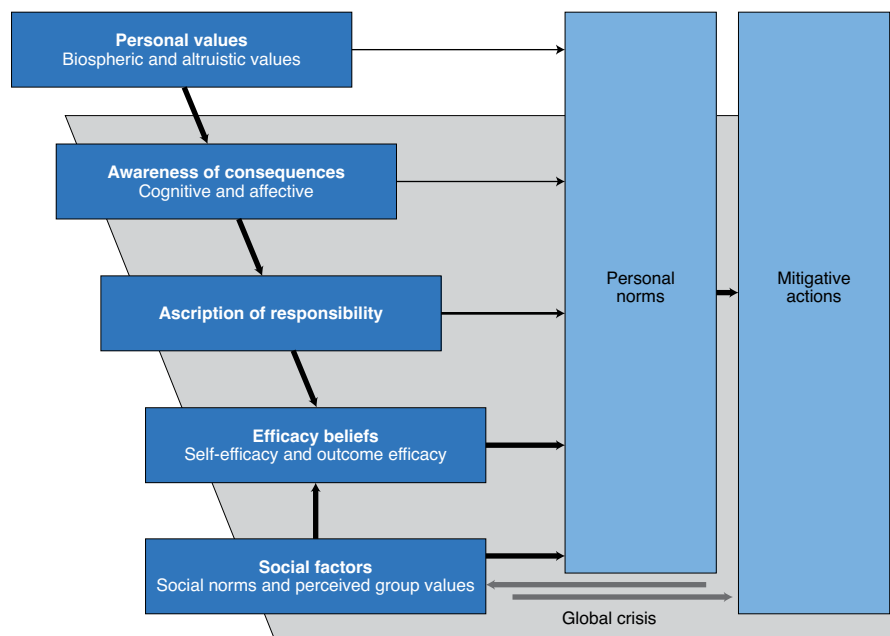 Personal values
Biospheric and altruistic values
Awareness of consequences
Cognitive and affective
Ascription of responsibility
Efficacy beliefs
Self-efficacy and outcome efficacy
Social factors
Social norms and perceived group values
Personal
norms
Mitigative
actions
Global crisis